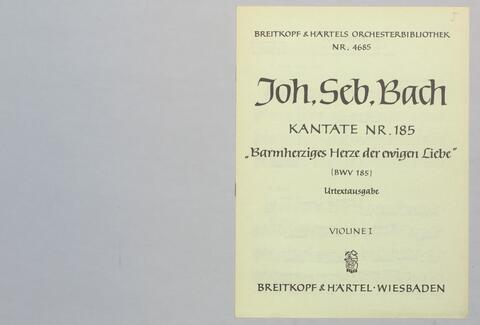 BREITKOPF & HÄRTELS ORCHESTERBIBLIOTHEK
NR. 4685
Joh. Seb. Bach
KANTATE NR. 185
„Barmherziges Herze der ewigen Liebe“
(BWV 185)
Urtextausgabe
VIOLINE I
BREITKOPF & HÄRTEL · WIESBADEN